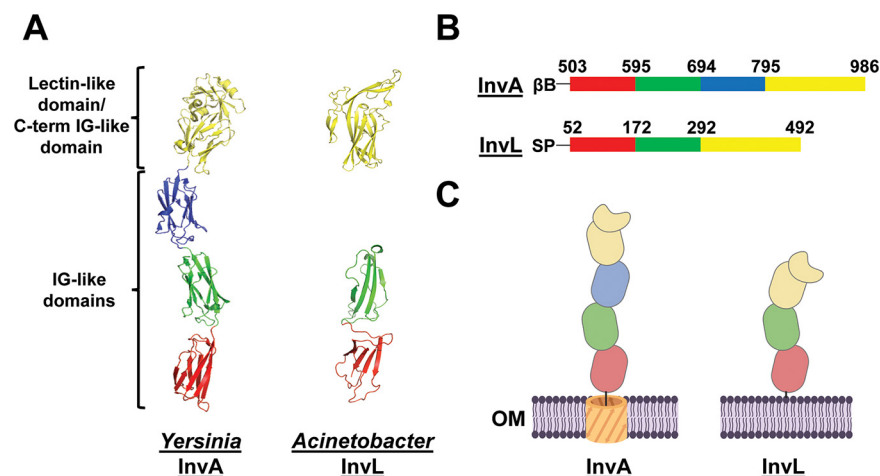 A
Lectin-like
domain/
C-term IG-like
domain
IG-like
domains
Yersinia
InvA
Acinetobacter
InvL
B
503 595 694 795 986
InvA βB
52 172 292 492
InvL SP
C
OM
InvA
InvL